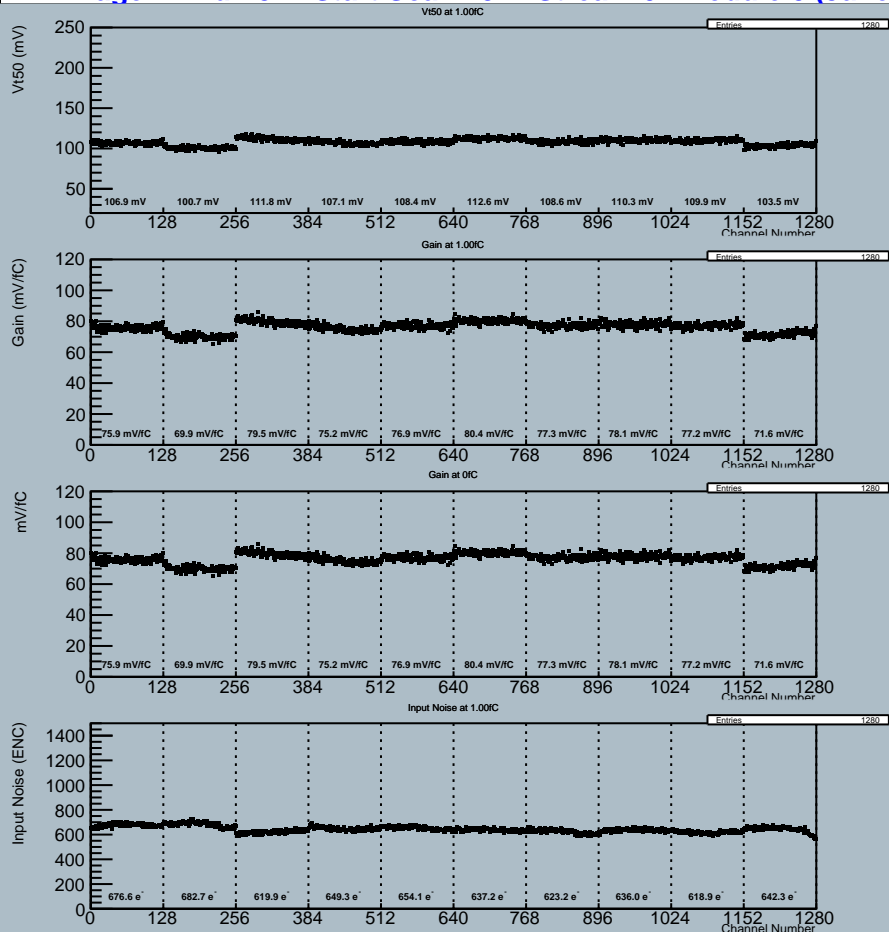 Vt50 at 1.00fC
Entries 1280
Vt50 (mV)
250
200
150
100
50
106.9 mV 100.7 mV 111.8 mV 107.1 mV 108.4 mV 112.6 mV 108.6 mV 110.3 mV 109.9 mV 103.5 mV
0 128 256 384 512 640 768 896 1024 1152 1280
Channel Number
Gain at 1.00fC
Entries 1280
Gain (mV/fC)
120
100
80
60
40
20
0
75.9 mV/fC 69.9 mV/fC 79.5 mV/fC 75.2 mV/fC 76.9 mV/fC 80.4 mV/fC 77.3 mV/fC 78.1 mV/fC 77.2 mV/fC 71.6 mV/fC
0 128 256 384 512 640 768 896 1024 1152 1280
Channel Number
Gain at 0fC
Entries 1280
mV/fC
120
100
80
60
40
20
0
75.9 mV/fC 69.9 mV/fC 79.5 mV/fC 75.2 mV/fC 76.9 mV/fC 80.4 mV/fC 77.3 mV/fC 78.1 mV/fC 77.2 mV/fC 71.6 mV/fC
0 128 256 384 512 640 768 896 1024 1152 1280
Channel Number
Input Noise at 1.00fC
Entries 1280
Input Noise (ENC)
1400
1200
1000
800
600
400
200
0
676.6 e⁻ 682.7 e⁻ 619.9 e⁻ 649.3 e⁻ 654.1 e⁻ 637.2 e⁻ 623.2 e⁻ 636.0 e⁻ 618.9 e⁻ 642.3 e⁻
0 128 256 384 512 640 768 896 1024 1152 1280
Channel Number